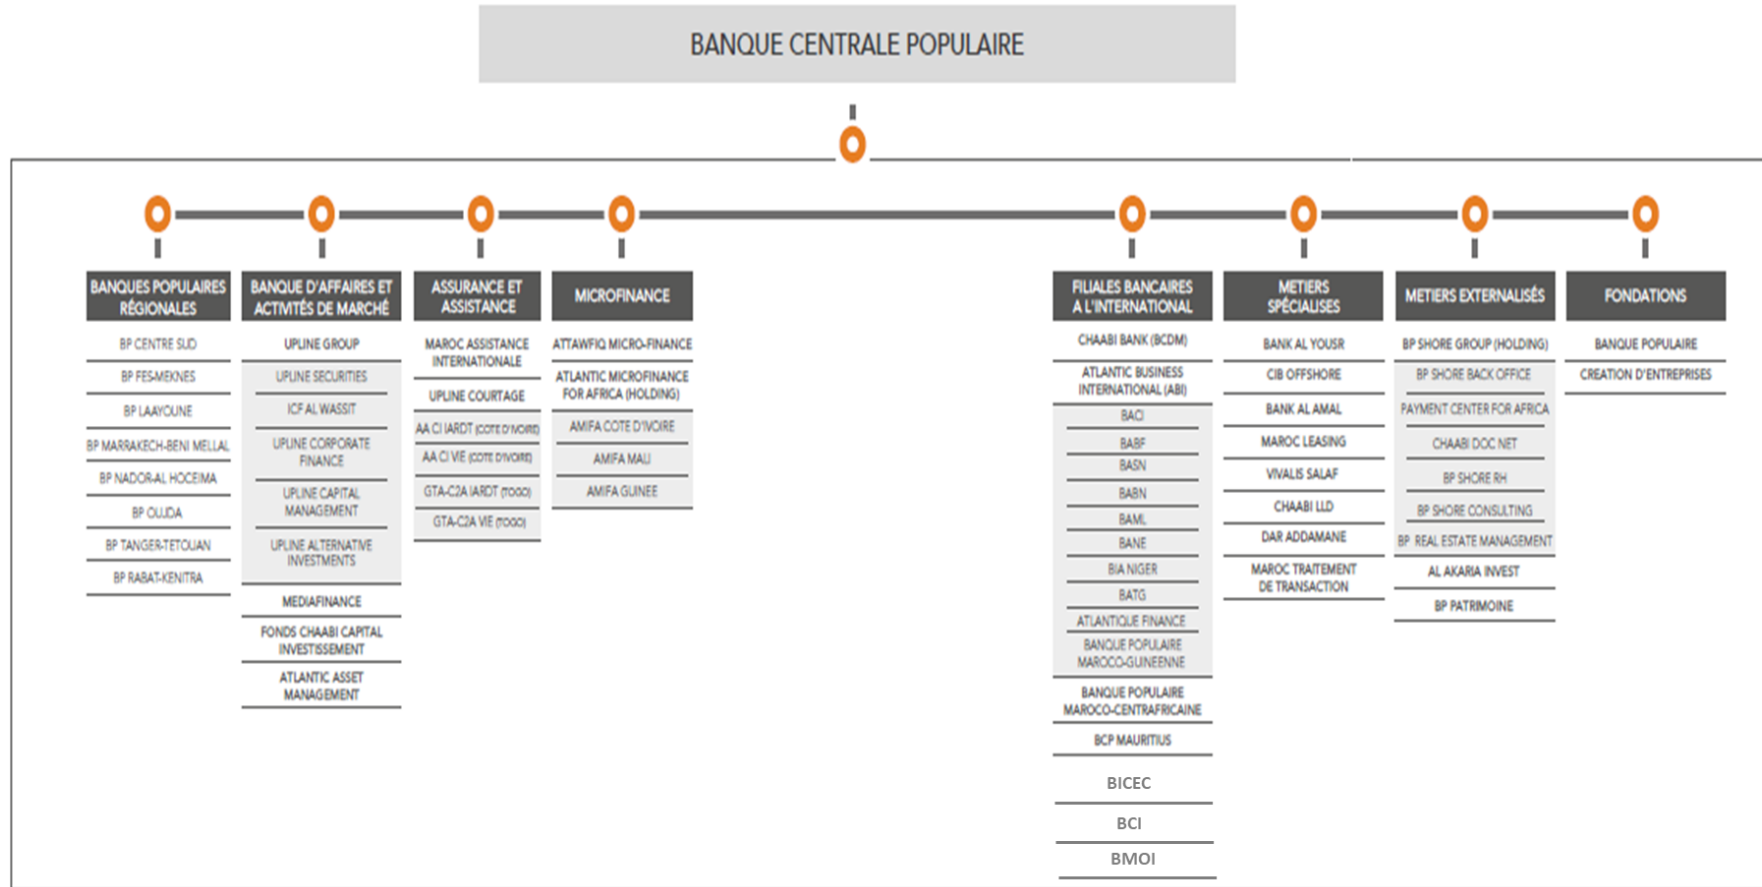 BANQUE CENTRALE POPULAIRE
BANQUES POPULAIRES
RÉGIONALES
BP CENTRE SUD
BP FES-MEKNES
BP LAAYOUNE
BP MARRAKECH-BENI MELLAL
BP NADOR-AL HOCEIMA
BP OUJDA
BP TANGER-TETOUAN
BP RABAT-KENITRA
BANQUE D'AFFAIRES ET
ACTIVITÉS DE MARCHÉ
UPLINE GROUP
UPLINE SECURITIES
ICF AL WASSIT
UPLINE CORPORATE
FINANCE
UPLINE CAPITAL
MANAGEMENT
UPLINE ALTERNATIVE
INVESTMENTS
MEDIAFINANCE
FONDS CHAABI CAPITAL
INVESTISSEMENT
ATLANTIC ASSET
MANAGEMENT
ASSURANCE ET
ASSISTANCE
MAROC ASSISTANCE
INTERNATIONALE
UPLINE COURTAGE
AA CI IARDT (COTE D'IVOIRE)
AA CI VIE (COTE D'IVOIRE)
GTA-C2A IARDT (TOGO)
GTA-C2A VIE (TOGO)
MICROFINANCE
ATTAWFIQ MICRO-FINANCE
ATLANTIC MICROFINANCE
FOR AFRICA (HOLDING)
AMIFA COTE D'IVOIRE
AMIFA MALI
AMIFA GUINEE
FILIALES BANCAIRES
A L'INTERNATIONAL
CHAABI BANK (BCDM)
ATLANTIC BUSINESS
INTERNATIONAL (ABI)
BACI
BABF
BASN
BABN
BAML
BANE
BIA NIGER
BATG
ATLANTIQUE FINANCE
BANQUE POPULAIRE
MAROCO-GUINEENNE
BANQUE POPULAIRE
MAROCO-CENTRAFRICAINE
BCP MAURITIUS
BICEC
BCI
BMOI
METIERS
SPÉCIALISES
BANK AL YOUSR
CIB OFFSHORE
BANK AL AMAL
MAROC LEASING
VIVALIS SALAF
CHAABI LLD
DAR ADDAMANE
MAROC TRAITEMENT
DE TRANSACTION
METIERS EXTERNALISÉS
BP SHORE GROUP (HOLDING)
BP SHORE BACK OFFICE
PAYMENT CENTER FOR AFRICA
CHAABI DOC NET
BP SHORE RH
BP SHORE CONSULTING
BP REAL ESTATE MANAGEMENT
AL AKARIA INVEST
BP PATRIMOINE
FONDATIONS
BANQUE POPULAIRE
CREATION D'ENTREPRISES